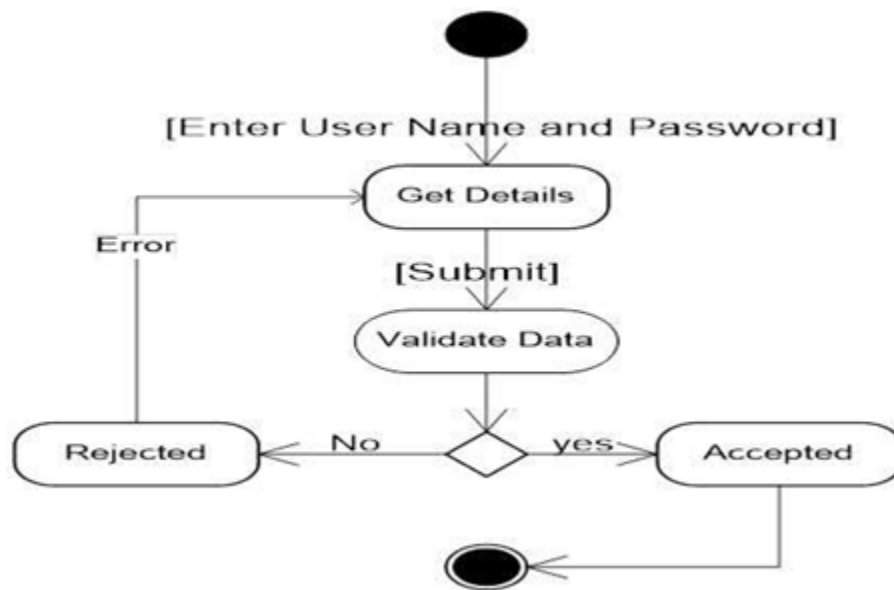 [Enter User Name and Password]
Get Details
Error
[Submit]
Validate Data
Rejected
No
yes
Accepted